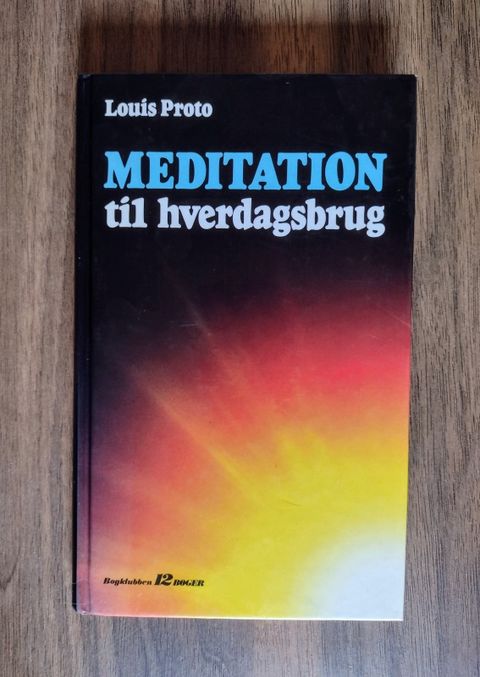 Louis Proto
MEDITATION
til hverdagsbrug
Bogklubben 12 BØGER